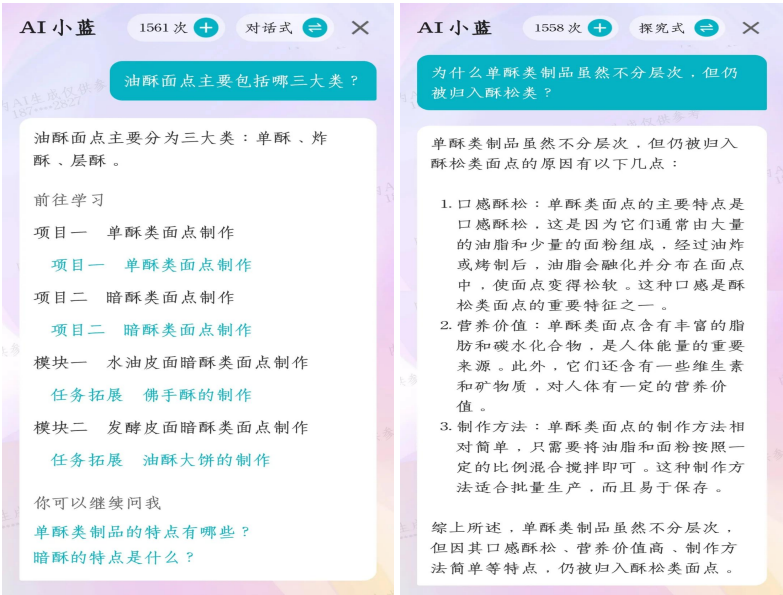 AI 小蓝
1561 次
对话式
油酥面点主要包括哪三大类？
油酥面点主要分为三大类：单酥、炸
酥、层酥。
前往学习
项目一 单酥类面点制作
项目一 单酥类面点制作
项目二 暗酥类面点制作
项目二 暗酥类面点制作
模块一 水油皮面暗酥类面点制作
任务拓展 佛手酥的制作
模块二 发酵皮面暗酥类面点制作
任务拓展 油酥大饼的制作
你可以继续问我
单酥类制品的特点有哪些？
暗酥的特点是什么？
AI 小蓝
1558 次
探究式
为什么单酥类制品虽然不分层次，但仍
被归入酥松类？
单酥类制品虽然不分层次，但仍被归入
酥松类面点的原因有以下几点：
1. 口感酥松：单酥类面点的主要特点是
口感酥松，这是因为它们通常由大量
的油脂和少量的面粉组成，经过油炸
或烤制后，油脂会融化并分布在面点
中，使面点变得松软。这种口感是酥
松类面点的重要特征之一。
2. 营养价值：单酥类面点含有丰富的脂
肪和碳水化合物，是人体能量的重要
来源。此外，它们还含有一些维生素
和矿物质，对人体有一定的营养价
值。
3. 制作方法：单酥类面点的制作方法相
对简单，只需要将油脂和面粉按照一
定的比例混合搅拌即可。这种制作方
法适合批量生产，而且易于保存。
综上所述，单酥类制品虽然不分层次，
但因其口感酥松、营养价值高、制作方
法简单等特点，仍被归入酥松类面点。